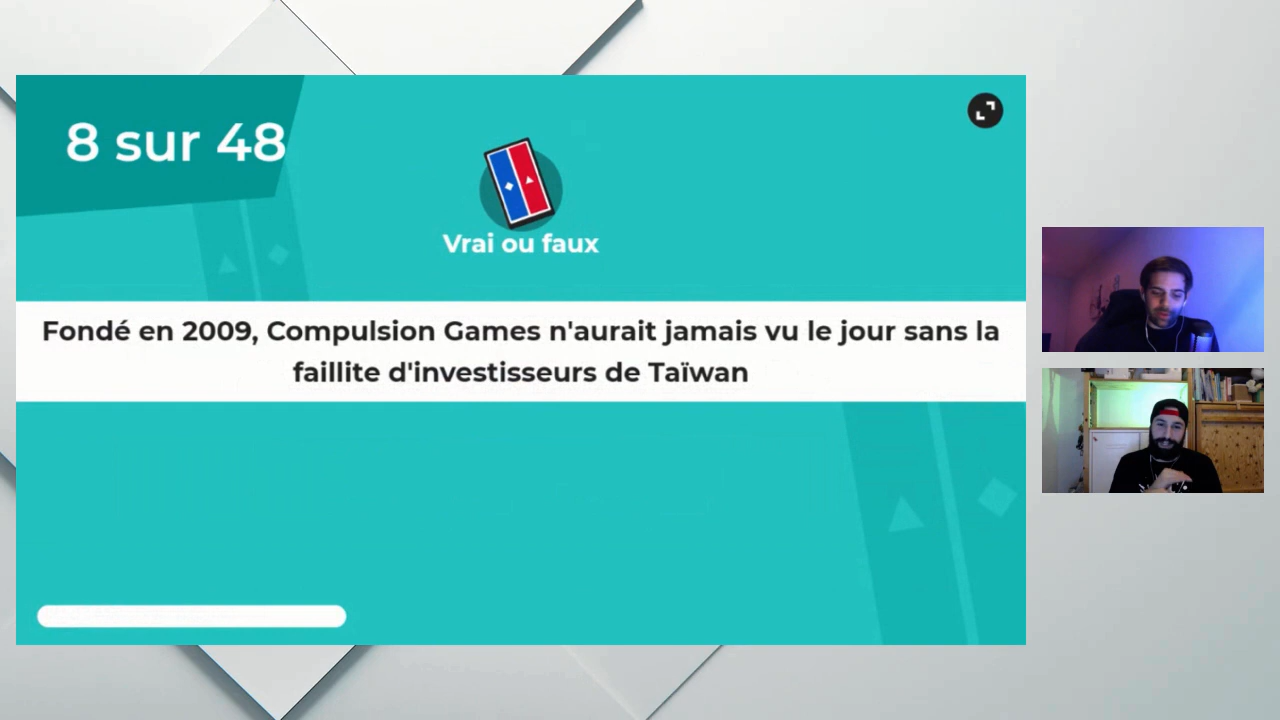 8 sur 48
Vrai ou faux
Fondé en 2009, Compulsion Games n'aurait jamais vu le jour sans la
faillite d'investisseurs de Taïwan